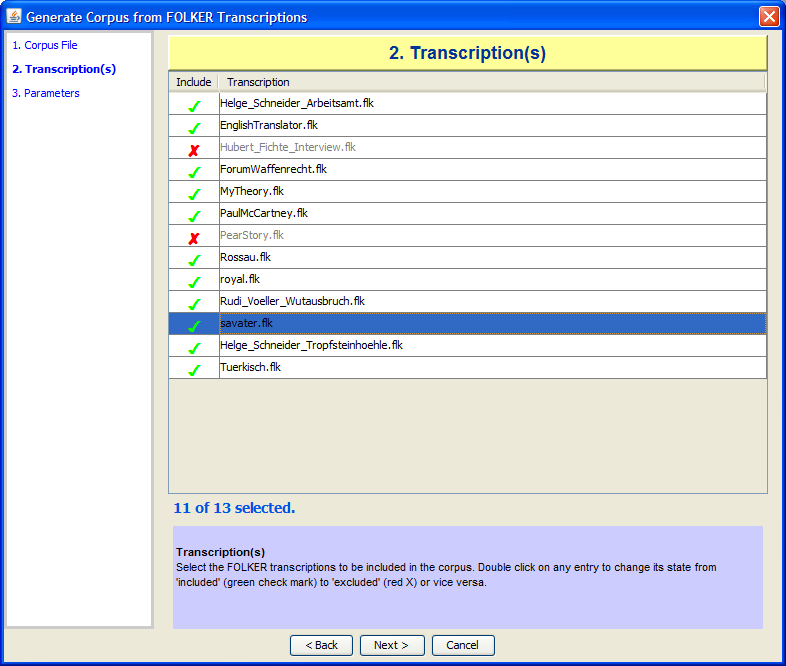 Generate Corpus from FOLKER Transcriptions
1. Corpus File
2. Transcription(s)
3. Parameters
2. Transcription(s)
Include Transcription
Helge_Schneider_Arbeitsamt.flk
EnglishTranslator.flk
Hubert_Fichte_Interview.flk
ForumWaffenrecht.flk
MyTheory.flk
PaulMcCartney.flk
PearStory.flk
Rossau.flk
royal.flk
Rudi_Voeller_Wutausbruch.flk
savater.flk
Helge_Schneider_Tropfsteinhoehle.flk
Tuerkisch.flk
11 of 13 selected.
Transcription(s)
Select the FOLKER transcriptions to be included in the corpus. Double click on any entry to change its state from
'included' (green check mark) to 'excluded' (red X) or vice versa.
< Back Next > Cancel